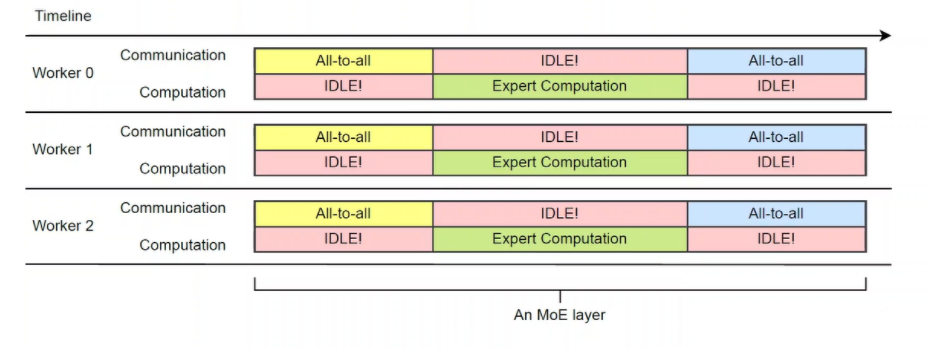 Timeline
Worker 0
Communication
All-to-all IDLE! All-to-all
Computation
IDLE! Expert Computation IDLE!
Worker 1
Communication
All-to-all IDLE! All-to-all
Computation
IDLE! Expert Computation IDLE!
Worker 2
Communication
All-to-all IDLE! All-to-all
Computation
IDLE! Expert Computation IDLE!
An MoE layer